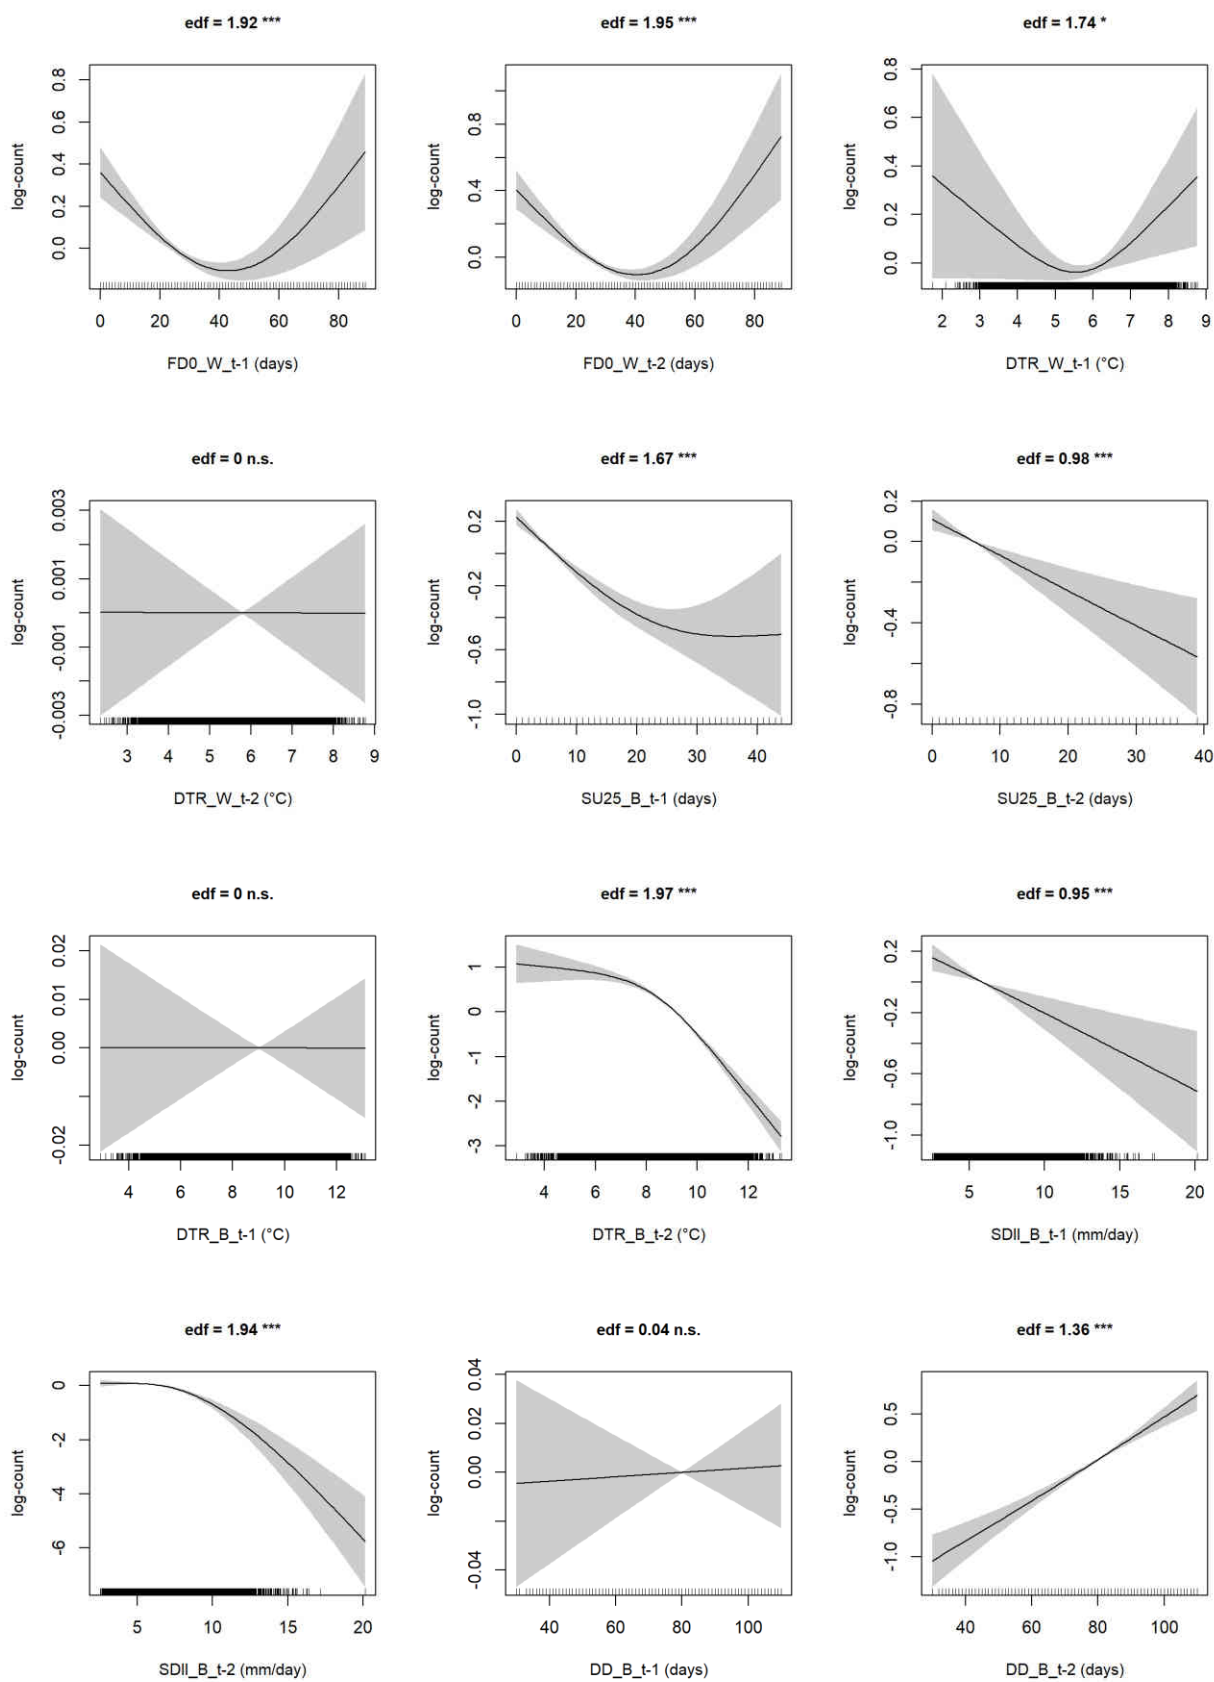 edf = 1.92 ***
log-count
0.0 0.2 0.4 0.6 0.8
0 20 40 60 80
FD0_W_t-1 (days)
edf = 1.95 ***
log-count
0.0 0.4 0.8
0 20 40 60 80
FD0_W_t-2 (days)
edf = 1.74 *
log-count
0.0 0.2 0.4 0.6 0.8
2 3 4 5 6 7 8 9
DTR_W_t-1 (°C)
edf = 0 n.s.
log-count
-0.003 -0.001 0.001 0.003
3 4 5 6 7 8 9
DTR_W_t-2 (°C)
edf = 1.67 ***
log-count
-1.0 -0.6 -0.2 0.2
0 10 20 30 40
SU25_B_t-1 (days)
edf = 0.98 ***
log-count
-0.8 -0.4 0.0 0.2
0 10 20 30 40
SU25_B_t-2 (days)
edf = 0 n.s.
log-count
-0.02 0.00 0.01 0.02
4 6 8 10 12
DTR_B_t-1 (°C)
edf = 1.97 ***
log-count
-3 -2 -1 0 1
4 6 8 10 12
DTR_B_t-2 (°C)
edf = 0.95 ***
log-count
-1.0 -0.6 -0.2 0.2
5 10 15 20
SDII_B_t-1 (mm/day)
edf = 1.94 ***
log-count
-6 -4 -2 0
5 10 15 20
SDII_B_t-2 (mm/day)
edf = 0.04 n.s.
log-count
-0.04 0.00 0.02 0.04
40 60 80 100
DD_B_t-1 (days)
edf = 1.36 ***
log-count
-1.0 -0.5 0.0 0.5
40 60 80 100
DD_B_t-2 (days)